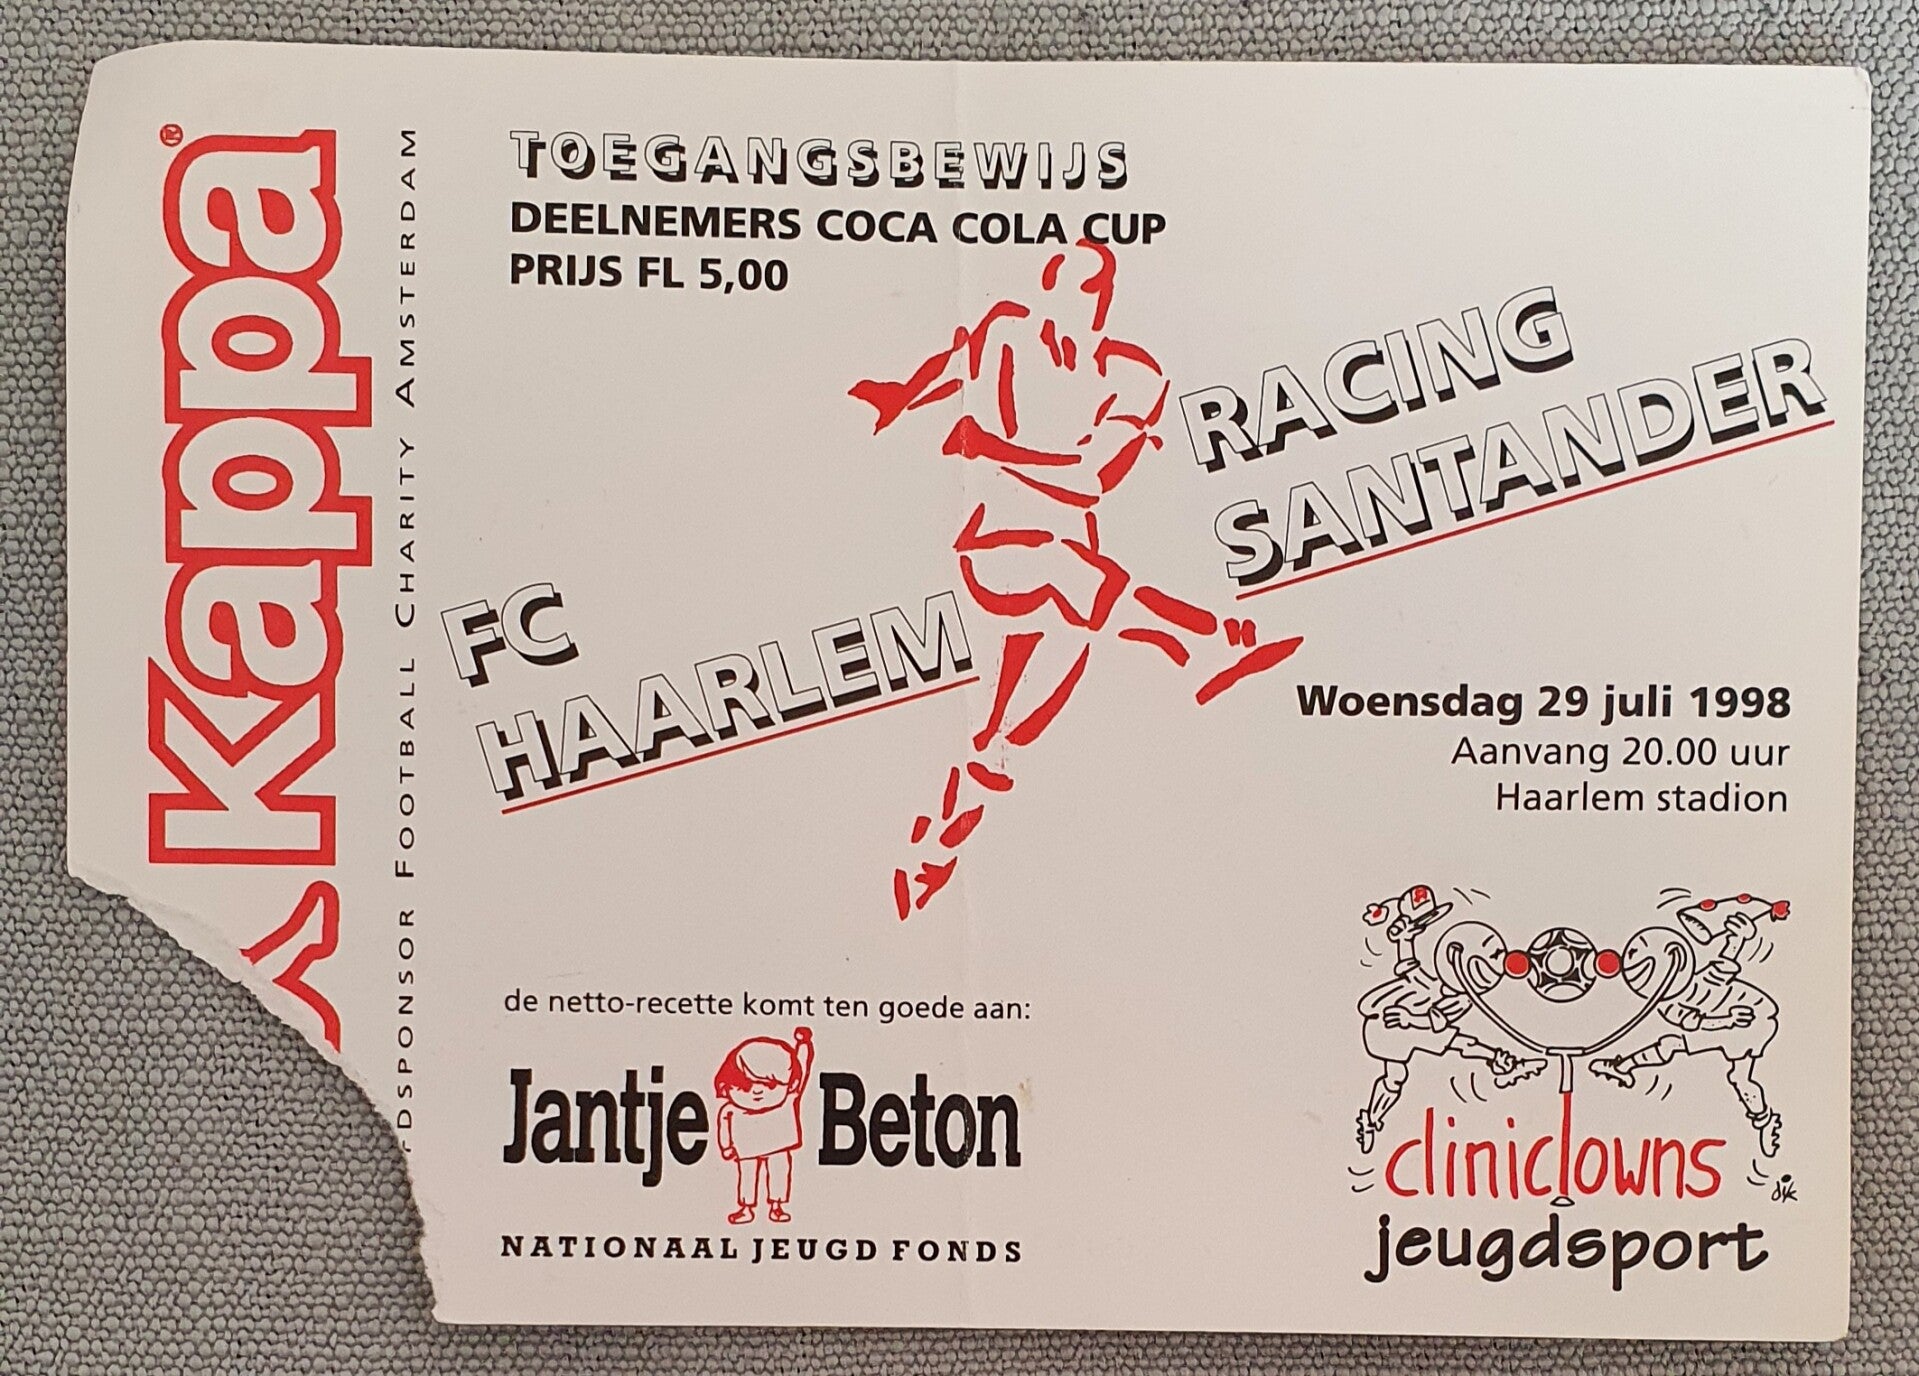 Kappa®
DSPONSOR FOOTBALL CHARITY AMSTERDAM
TOEGANGSBEWIJS
DEELNEMERS COCA COLA CUP
PRIJS FL 5,00
RACING
SANTANDER
FC
HAARLEM
Woensdag 29 juli 1998
Aanvang 20.00 uur
Haarlem stadion
de netto-recette komt ten goede aan:
Jantje Beton
NATIONAAL JEUGD FONDS
cliniclowns
dik
jeugdsport